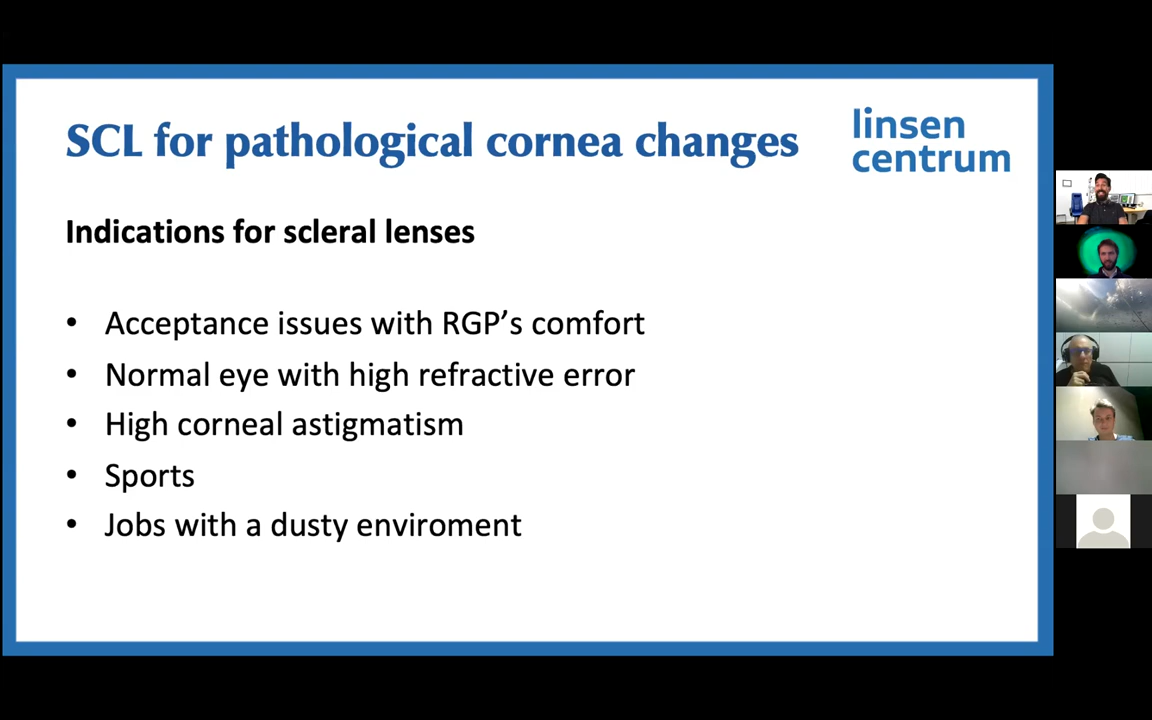 SCL for pathological cornea changes
linsen
centrum
Indications for scleral lenses
• Acceptance issues with RGP’s comfort
• Normal eye with high refractive error
• High corneal astigmatism
• Sports
• Jobs with a dusty enviroment